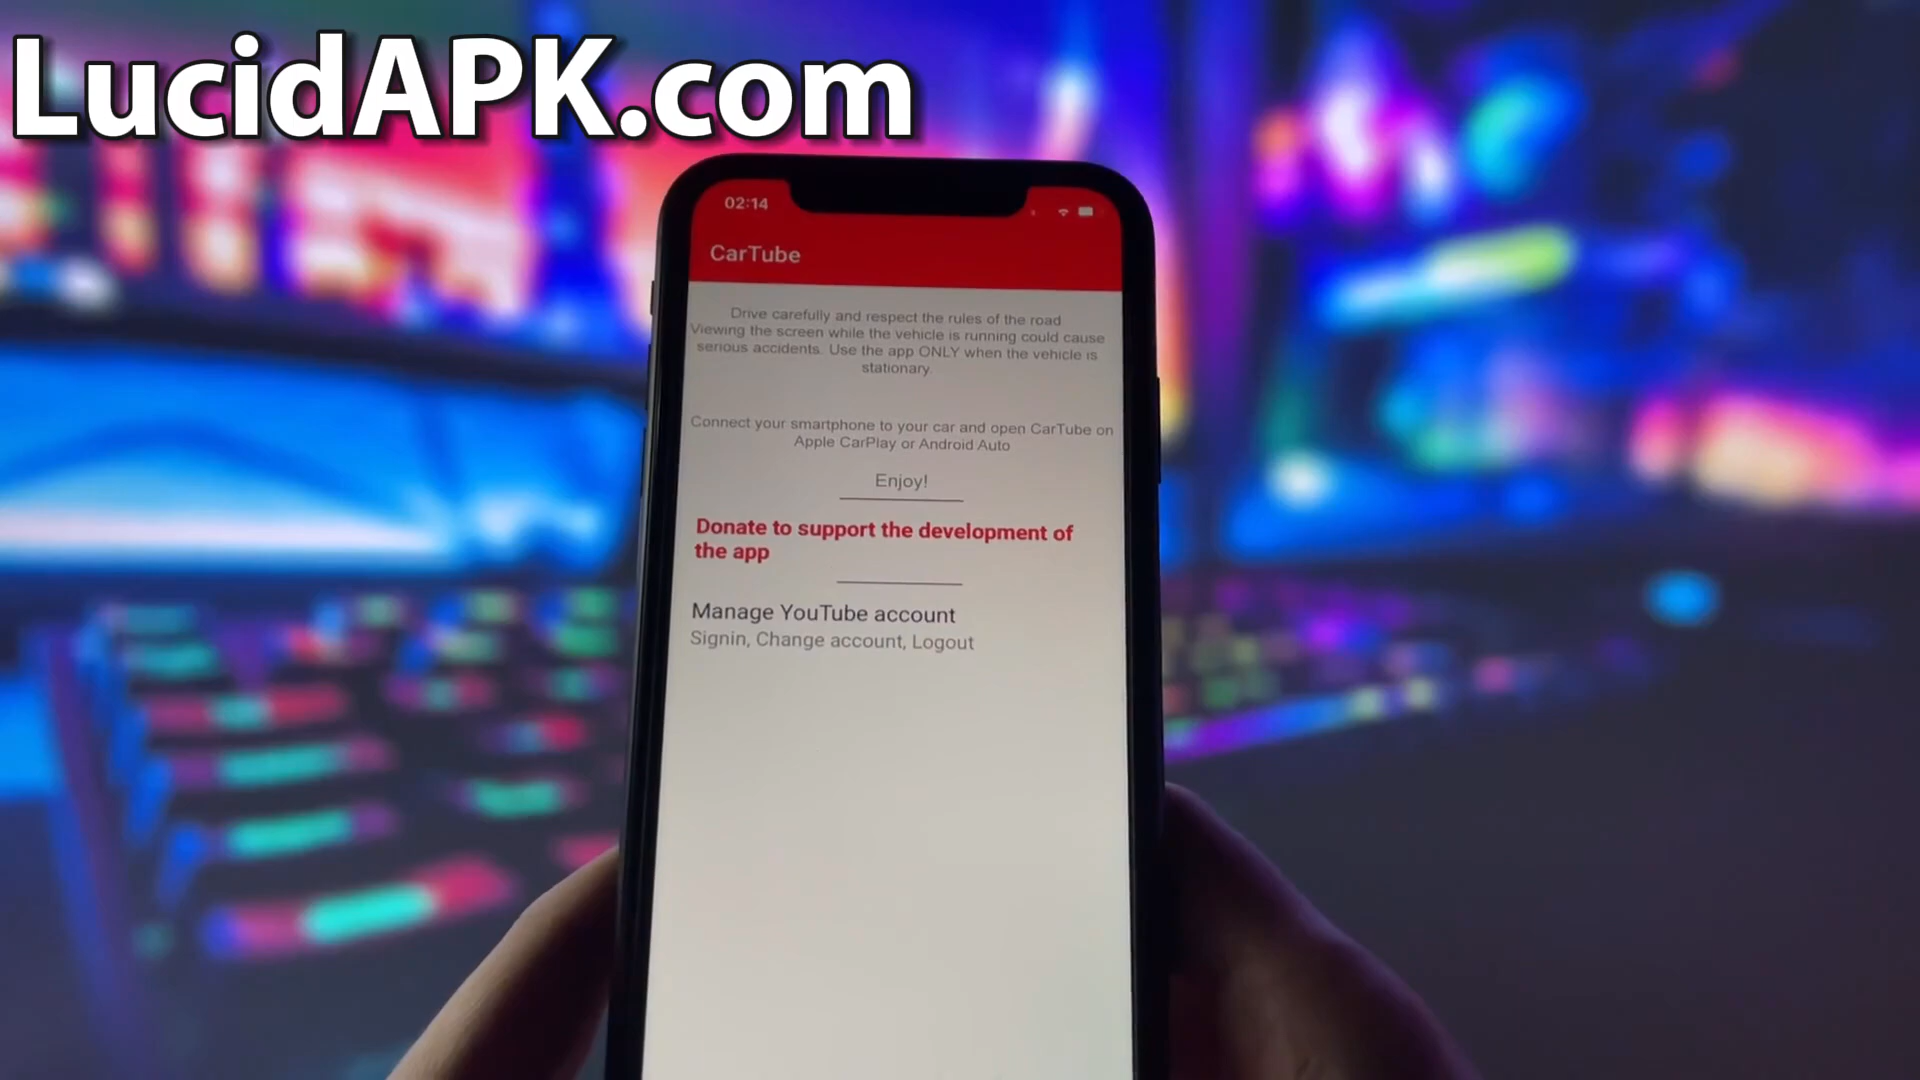 LucidAPK.com
02:14
CarTube
Drive carefully and respect the rules of the road
Viewing the screen while the vehicle is running could cause
serious accidents. Use the app ONLY when the vehicle is
stationary.
Connect your smartphone to your car and open CarTube on
Apple CarPlay or Android Auto
Enjoy!
Donate to support the development of
the app
Manage YouTube account
Signin, Change account, Logout